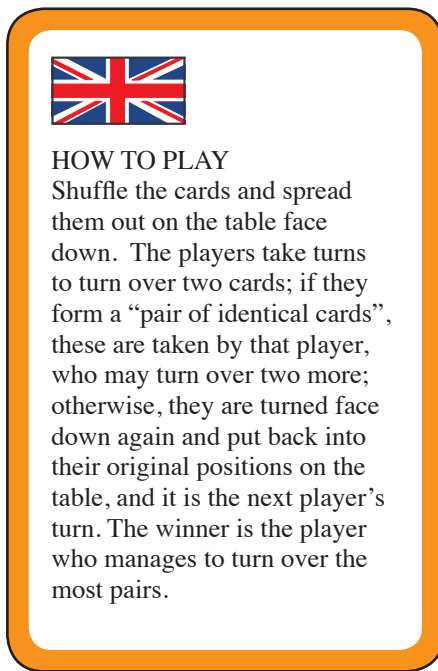 HOW TO PLAY
Shuffle the cards and spread
them out on the table face
down.  The players take turns
to turn over two cards; if they
form a “pair of identical cards”,
these are taken by that player,
who may turn over two more;
otherwise, they are turned face
down again and put back into
their original positions on the
table, and it is the next player’s
turn. The winner is the player
who manages to turn over the
most pairs.